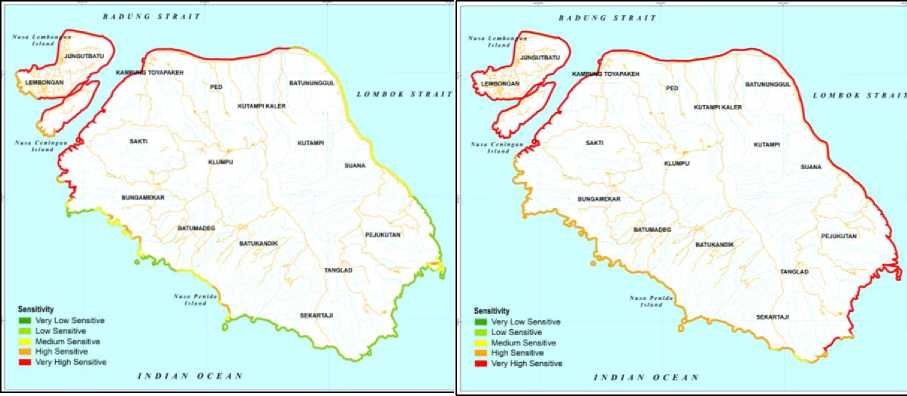 BADUNG STRAIT
Nusa Lembongan
Island
JUNGUTBATU
LEMBONGAN
KAMBUNG TOYAPAKEH
PED
BATUNUNGGUL
KUTAMPI KALER
LOMBOK STRAIT
Nusa Ceningan
Island
SAKTI
KUTAMPI
KLUMPU
SUANA
BUNGAMEKAR
BATUMADEG
PEJUKUTAN
BATUKANDIK
TANGLAD
Nusa Penida
Island
SEKARTAJI
Sensitivity
Very Low Sensitive
Low Sensitive
Medium Sensitive
High Sensitive
Very High Sensitive
INDIAN OCEAN
BADUNG STRAIT
Nusa Lembongan
Island
JUNGUTBATU
LEMBONGAN
KAMBUNG TOYAPAKEH
PED
BATUNUNGGUL
KUTAMPI KALER
LOMBOK STRAIT
Nusa Ceningan
Island
SAKTI
KUTAMPI
KLUMPU
SUANA
BUNGAMEKAR
BATUMADEG
PEJUKUTAN
BATUKANDIK
TANGLAD
Nusa Penida
Island
SEKARTAJI
Sensitivity
Very Low Sensitive
Low Sensitive
Medium Sensitive
High Sensitive
Very High Sensitive
INDIAN OCEAN